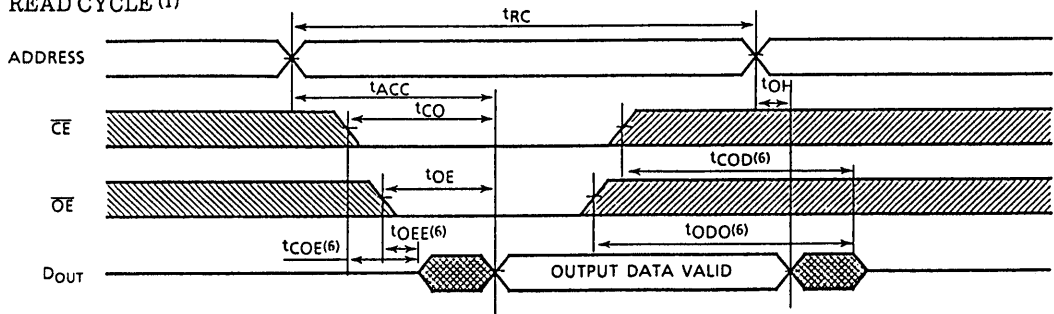 READ CYCLE (1)
tRC
ADDRESS
tACC
tOH
tCO
CE
tCOD(6)
tOE
OE
tOEE(6)
tODO(6)
tCOE(6)
DOUT
OUTPUT DATA VALID